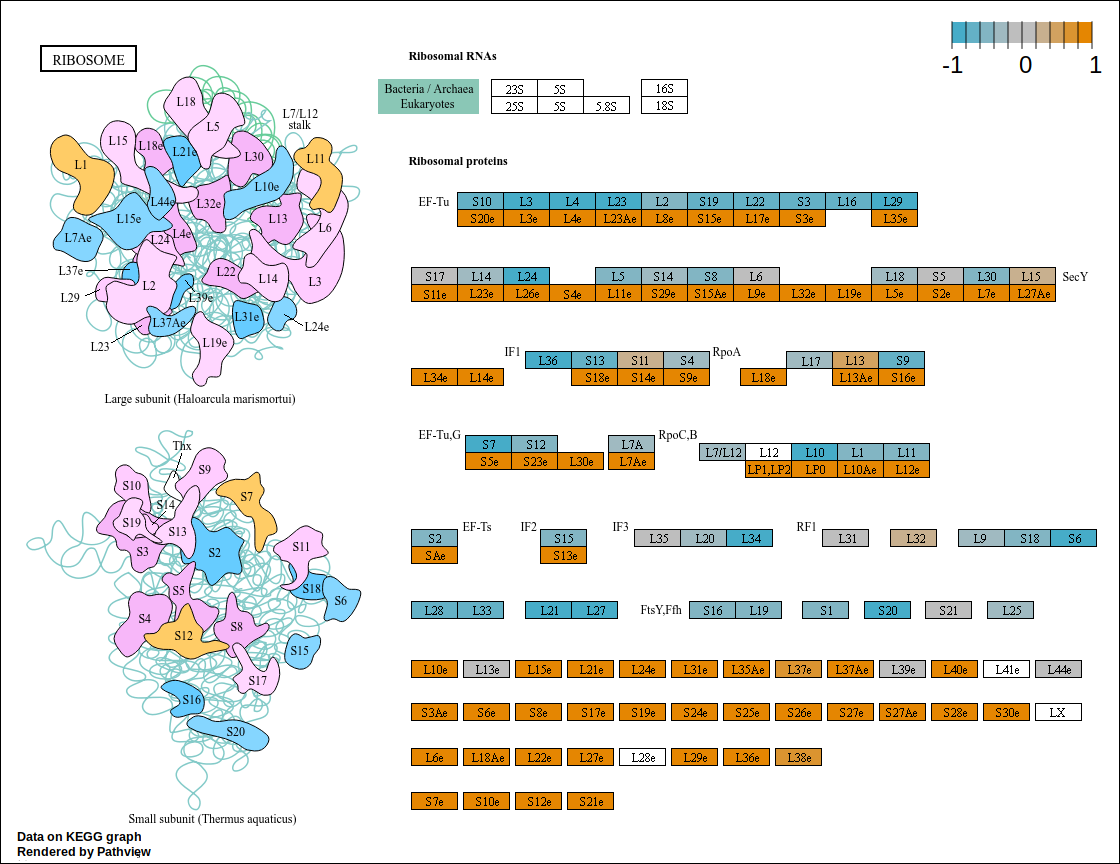 RIBOSOME
-1 0 1
Ribosomal RNAs
Bacteria / Archaea
Eukaryotes
23S 5S 16S
25S 5S 5.8S 18S
Ribosomal proteins
EF-Tu S10 L3 L4 L23 L2 S19 L22 S3 L16 L29
S20e L3e L4e L23Ae L8e S15e L17e S3e L35e
S17 L14 L24 L5 S14 S8 L6 L18 S5 L30 L15 SecY
S11e L23e L26e S4e L11e S29e S15Ae L9e L32e L19e L5e S2e L7e L27Ae
IF1 L36 S13 S11 S4 RpoA L17 L13 S9
L34e L14e S18e S14e S9e L18e L13Ae S16e
EF-Tu,G S7 S12 L7A RpoC,B L7/L12 L12 L10 L1 L11
S5e S23e L30e L7Ae LP1,LP2 LP0 L10Ae L12e
S2 EF-Ts IF2 S15 IF3 L35 L20 L34 RF1 L31 L32 L9 S18 S6
SAe S13e
L28 L33 L21 L27 FtsY,Ffh S16 L19 S1 S20 S21 L25
L10e L13e L15e L21e L24e L31e L35Ae L37e L37Ae L39e L40e L41e L44e
S3Ae S6e S8e S17e S19e S24e S25e S26e S27e S27Ae S28e S30e LX
L6e L18Ae L22e L27e L28e L29e L36e L38e
S7e S10e S12e S21e
L18
L5
L7/L12
stalk
L15
L18e
L21e
L30
L11
L1
L10e
L44e
L32e
L15e
L13
L6
L7Ae
L24
L4e
L37e
L22
L14
L3
L2
L29
L39e
L37Ae
L31e
L24e
L23
L19e
Large subunit (Haloarcula marismortui)
Thx
S9
S10
S7
S14
S19
S13
S3
S2
S11
S5
S18
S6
S4
S12
S8
S15
S17
S16
S20
Small subunit (Thermus aquaticus)
Data on KEGG graph
Rendered by Pathview